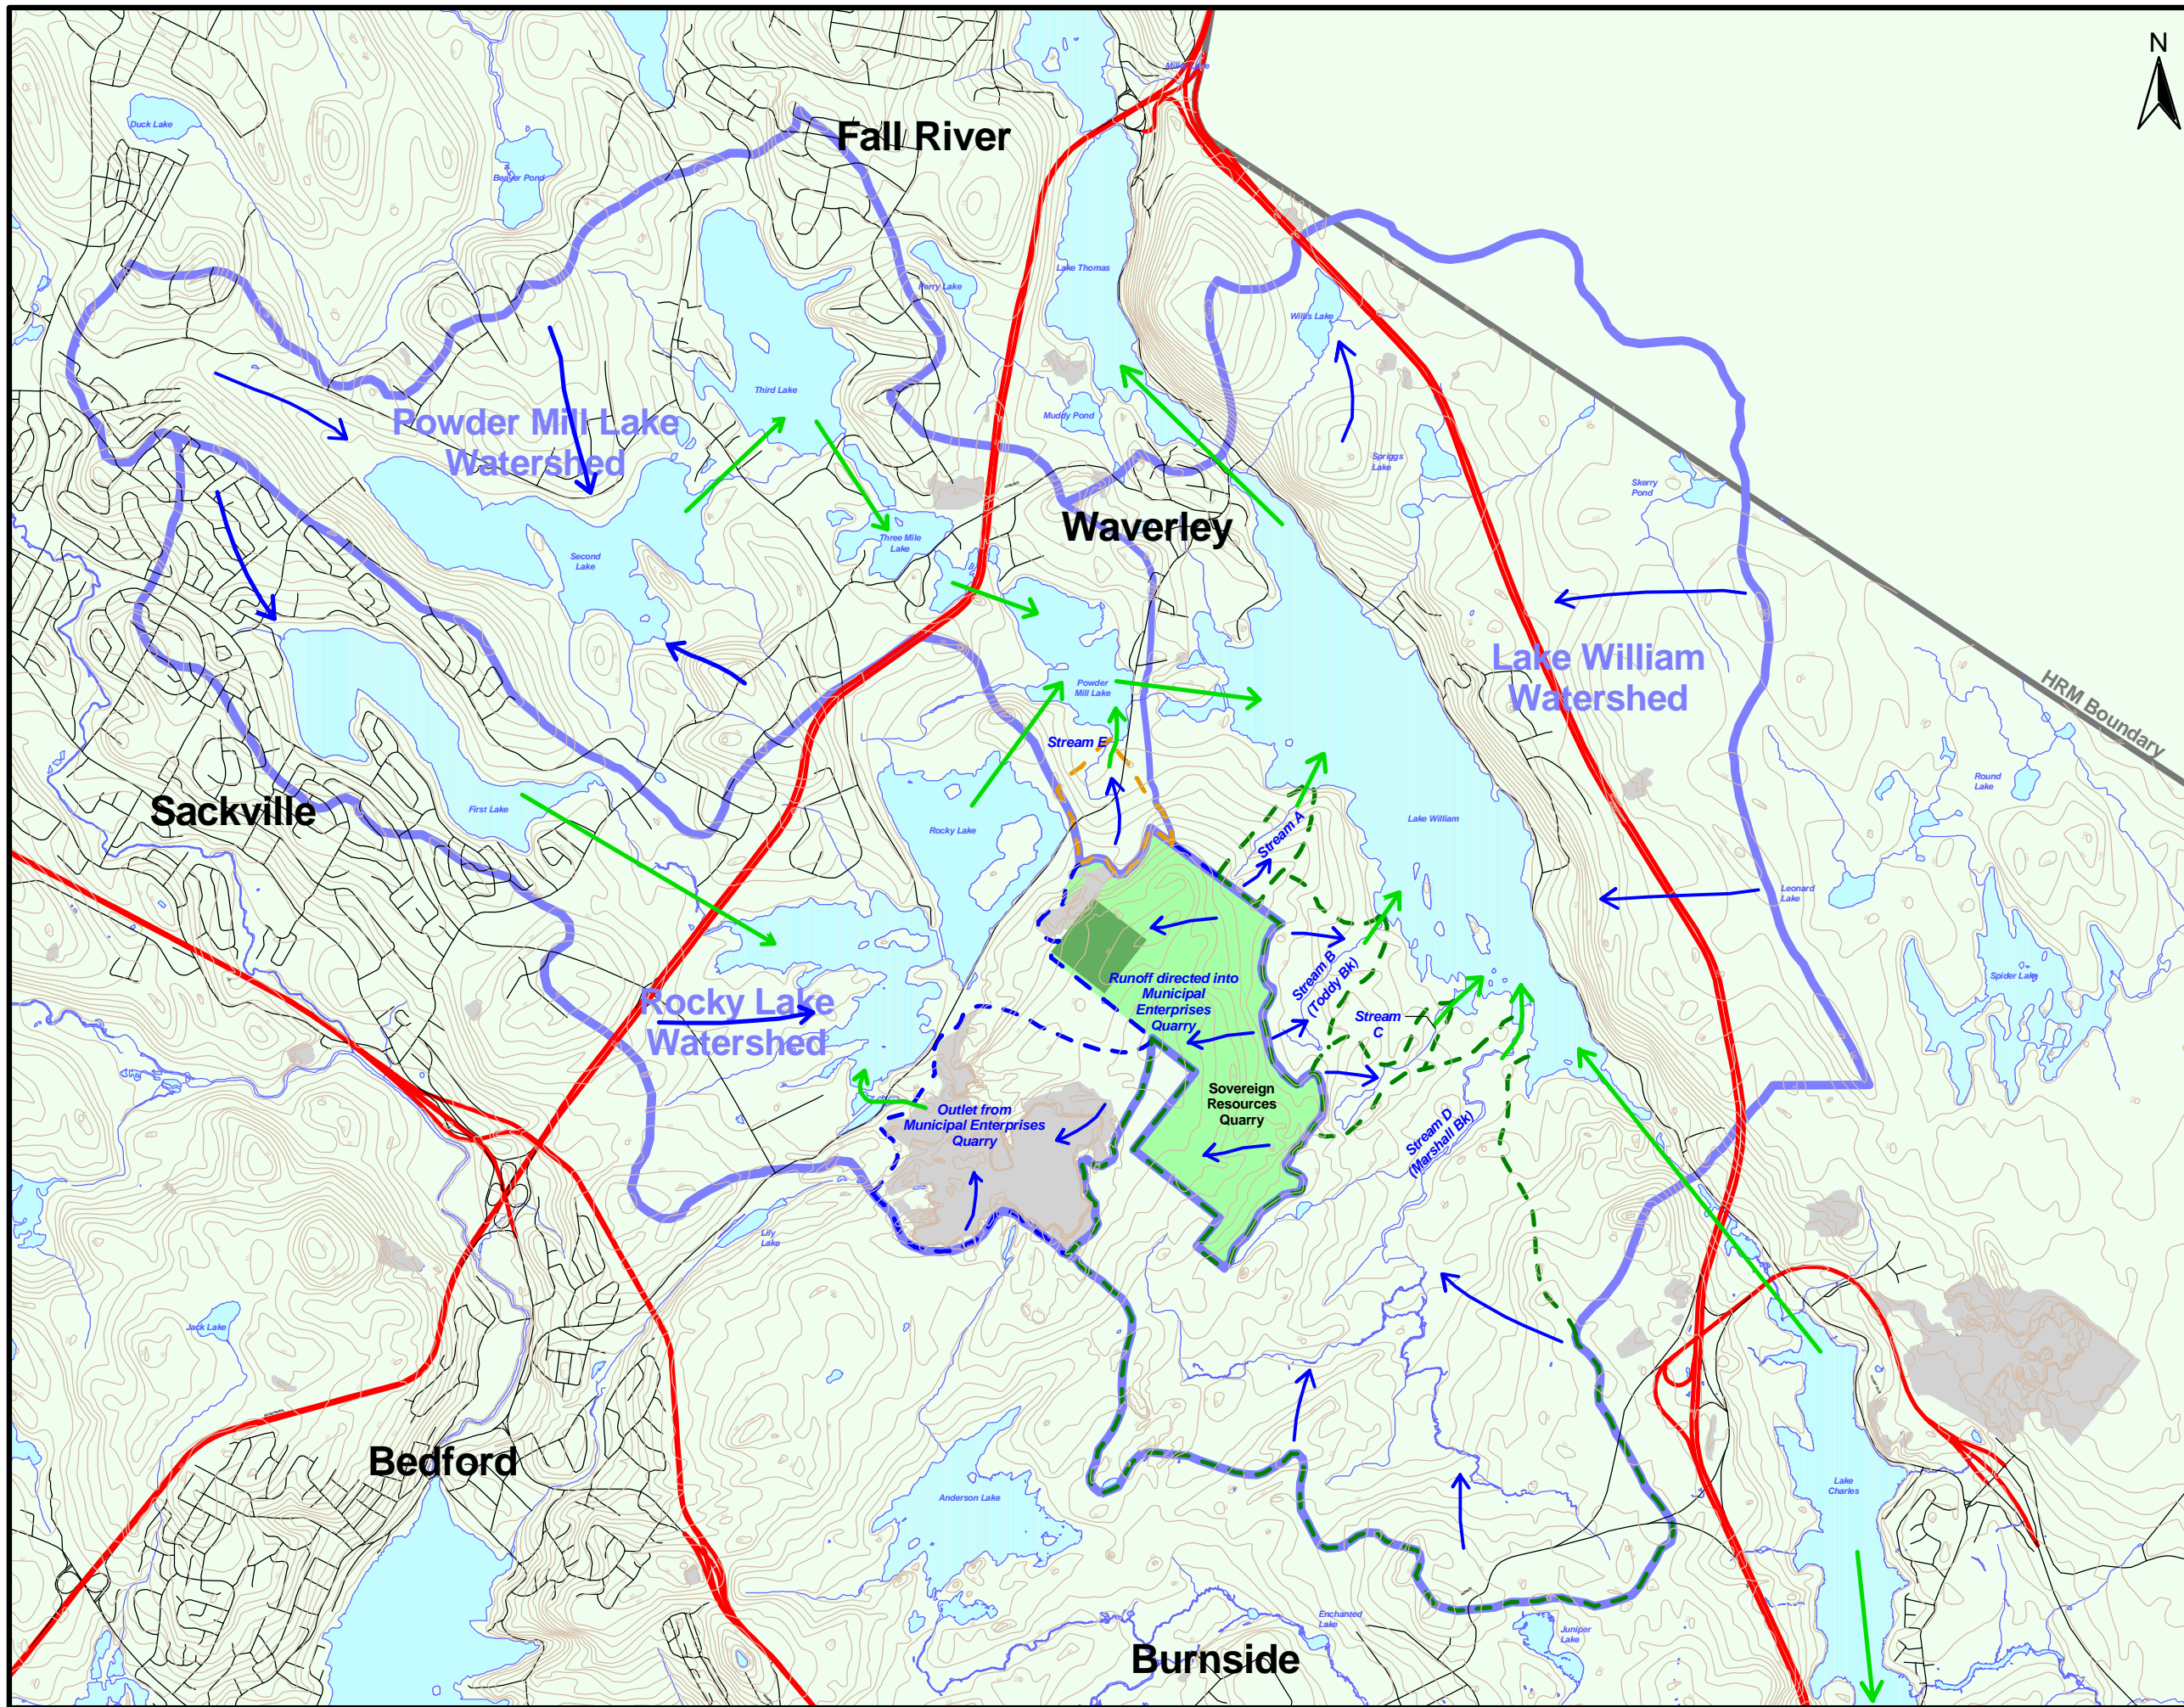 N
Miller Lake
Duck Lake
Fall River
Beaver Pond
Lake Thomas
Perry Lake
Willis Lake
Third Lake
Powder Mill Lake
Watershed
Muddy Pond
Spriggs
Lake
Skerry
Pond
Waverley
Three Mile
Lake
Second
Lake
Lake William
Watershed
HRM Boundary
Powder
Mill Lake
Stream E
Round
Lake
Sackville
First Lake
Rocky Lake
Stream A
Lake William
Leonard
Lake
Spider Lake
Stream B
(Toddy Bk)
Runoff directed into
Municipal
Enterprises
Quarry
Rocky Lake
Watershed
Stream
C
Sovereign
Resources
Quarry
Outlet from
Municipal Enterprises
Quarry
Stream D
(Marshall Bk)
Lily
Lake
Jack Lake
Bedford
Anderson Lake
Lake
Charles
Enchanted
Lake
Juniper
Lake
Burnside